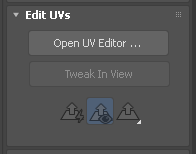 Edit UVs
Open UV Editor ...
Tweak In View